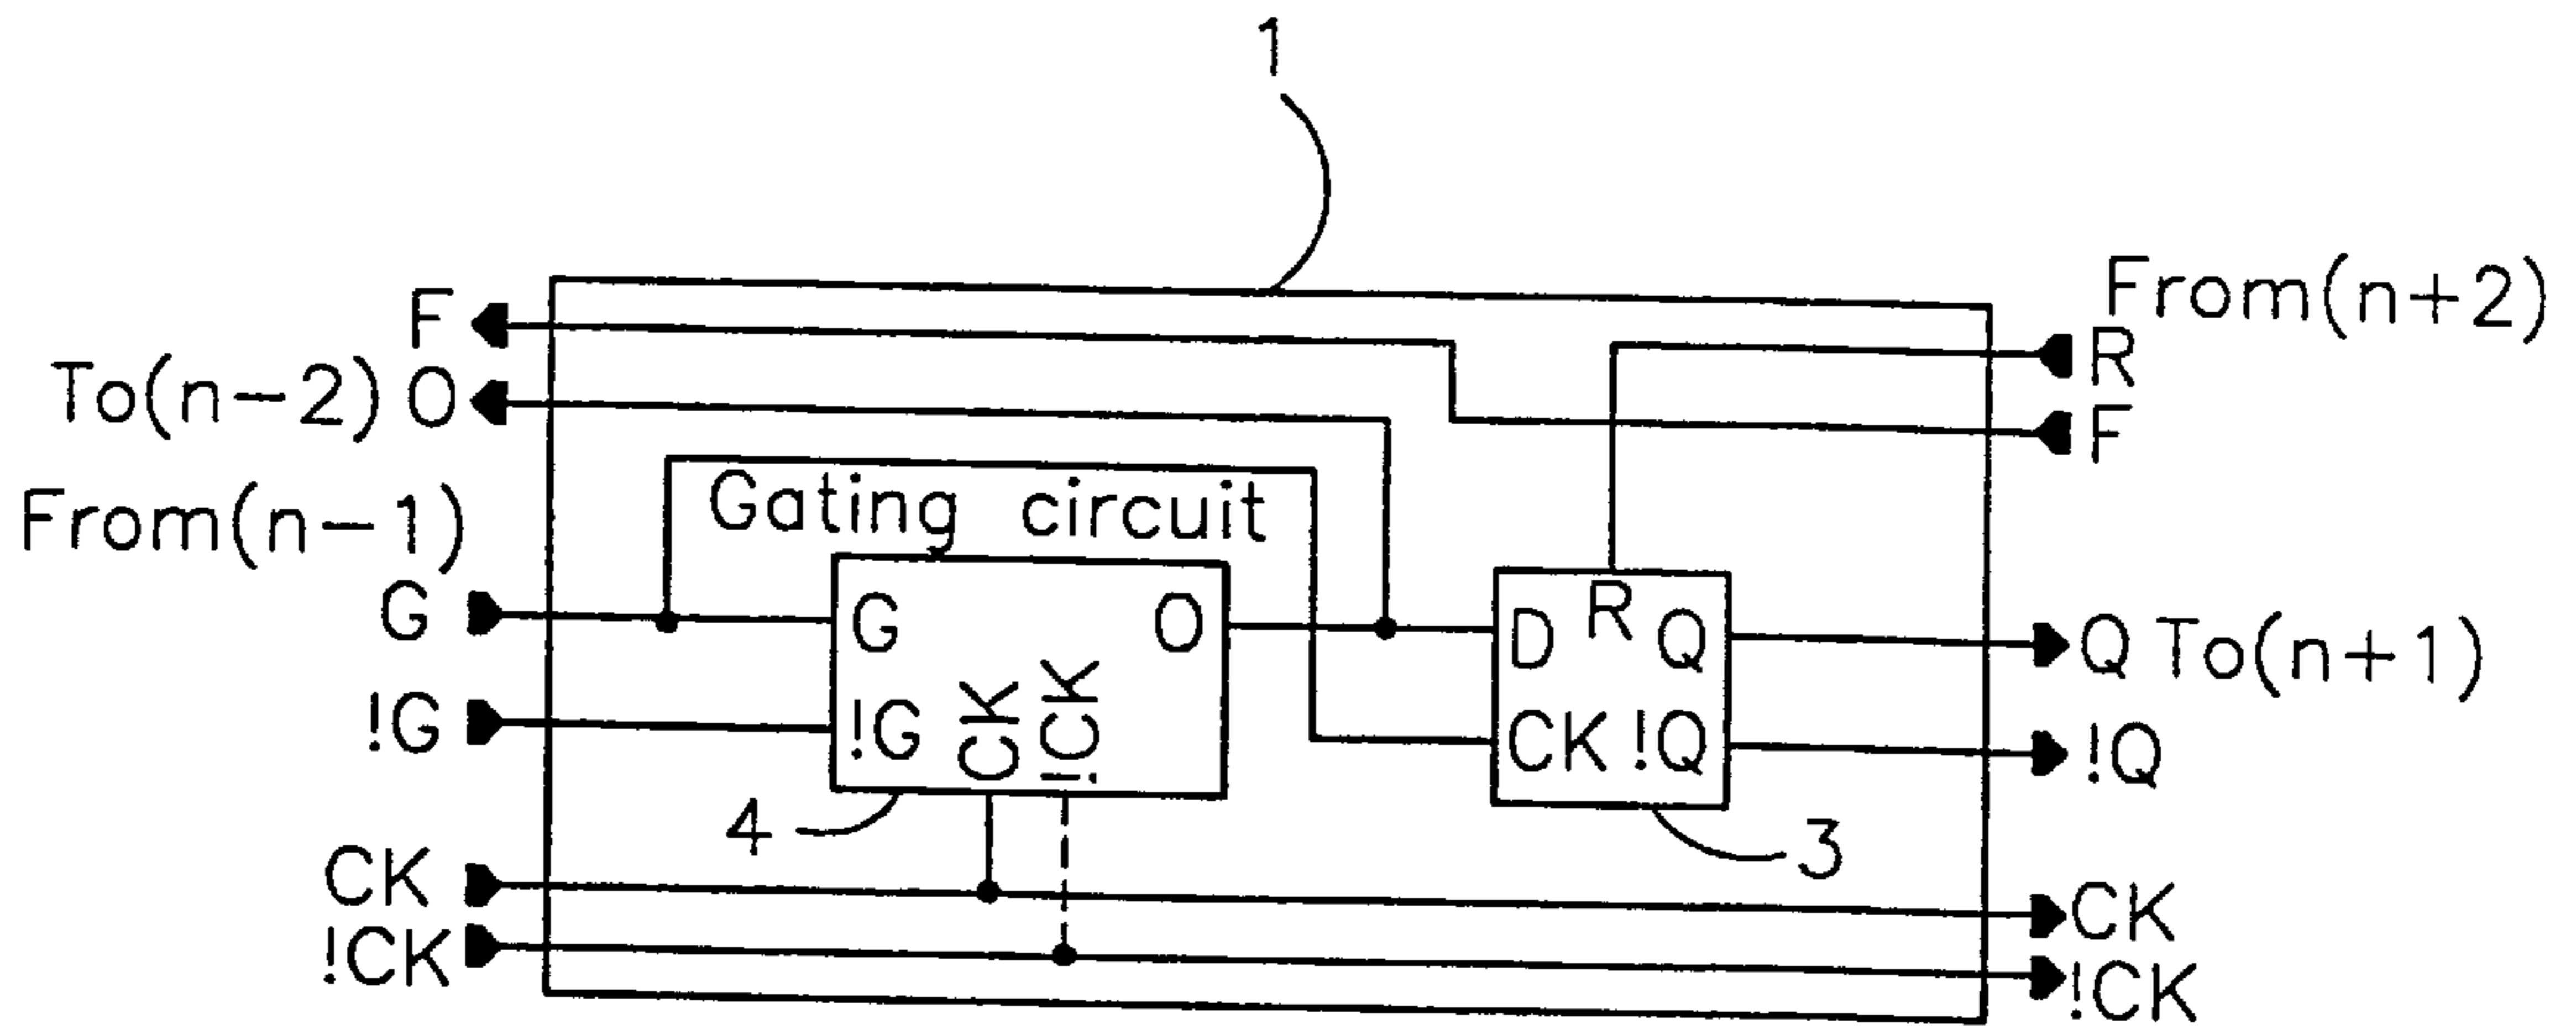 1
From(n+2)
F
R
To(n-2) O
F
Gating circuit
From(n-1)
G
G
O
D
R
Q
Q To(n+1)
!G
!G
CK
!CK
CK
!Q
!Q
4
3
CK
CK
!CK
!CK